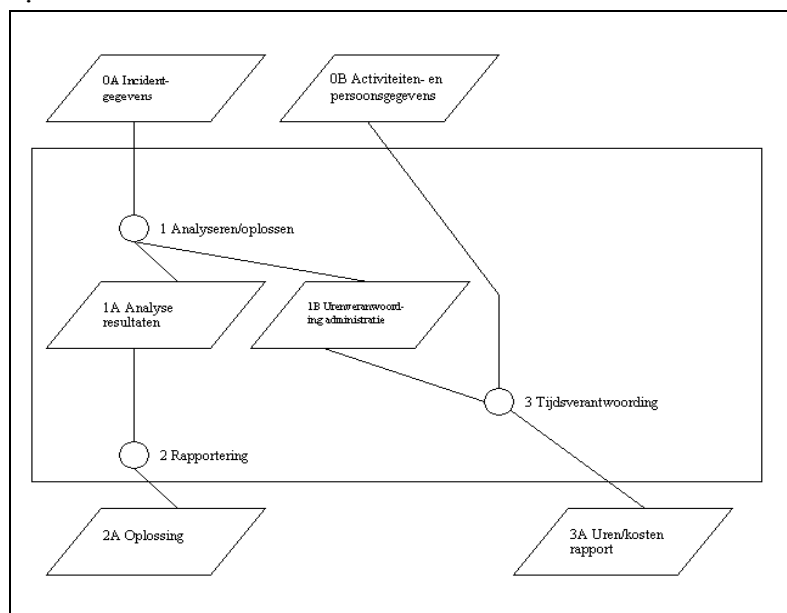 0A Incident-
gegevens
0B Activiteiten- en
persoonsgegevens
1 Analyseren/oplossen
1A Analyse
resultaten
1B Urenveranwoord-
ing administratie
3 Tijdsverantwoording
2 Rapportering
2A Oplossing
3A Uren/kosten
rapport